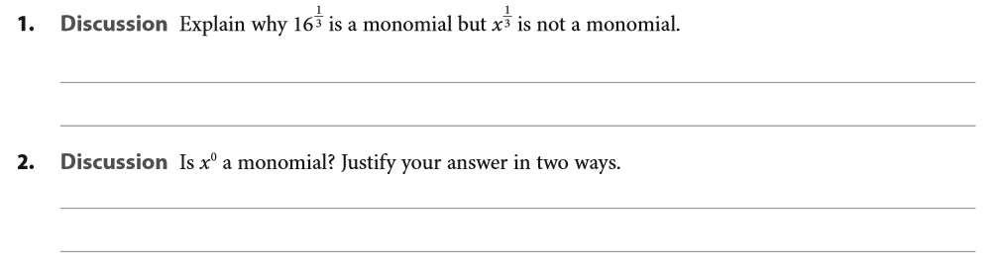 1. Discussion Explain why 16^{1/3} is a monomial but x^{1/3} is not a monomial.
2. Discussion Is x^0 a monomial? Justify your answer in two ways.